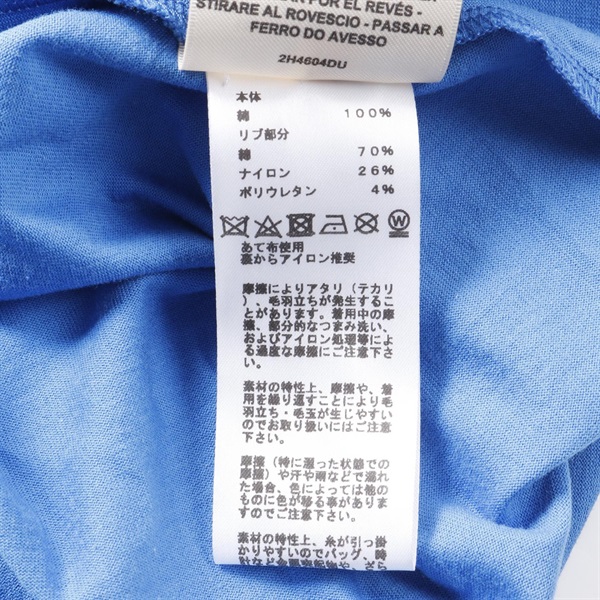 POR EL REVÉS -
STIRARE AL ROVESCIO - PASSAR A
FERRO DO AVESSO
2H4604DU
本体
綿 100%
リブ部分
綿 70%
ナイロン 26%
ポリウレタン 4%
W
あて布使用
裏からアイロン推奨
摩擦によりアタリ（テカリ
）、毛羽立ちが発生するこ
とがあります。着用中の摩
擦、部分的なつまみ洗い、
およびアイロン処理等によ
る過度な摩擦にご注意下さ
い。
素材の特性上、摩擦や、着用
を繰り返すことにより毛
羽立ち・毛玉が生じやすい
のでお取り扱いにはご注意
下さい。
摩擦（特に湿った状態での
摩擦）や汗や雨などで濡れ
た場合、色によっては他の
ものに色が移る事がありま
すのでご注意下さい。
素材の特性上、糸が引っ掛
かりやすいのでバッグ、時